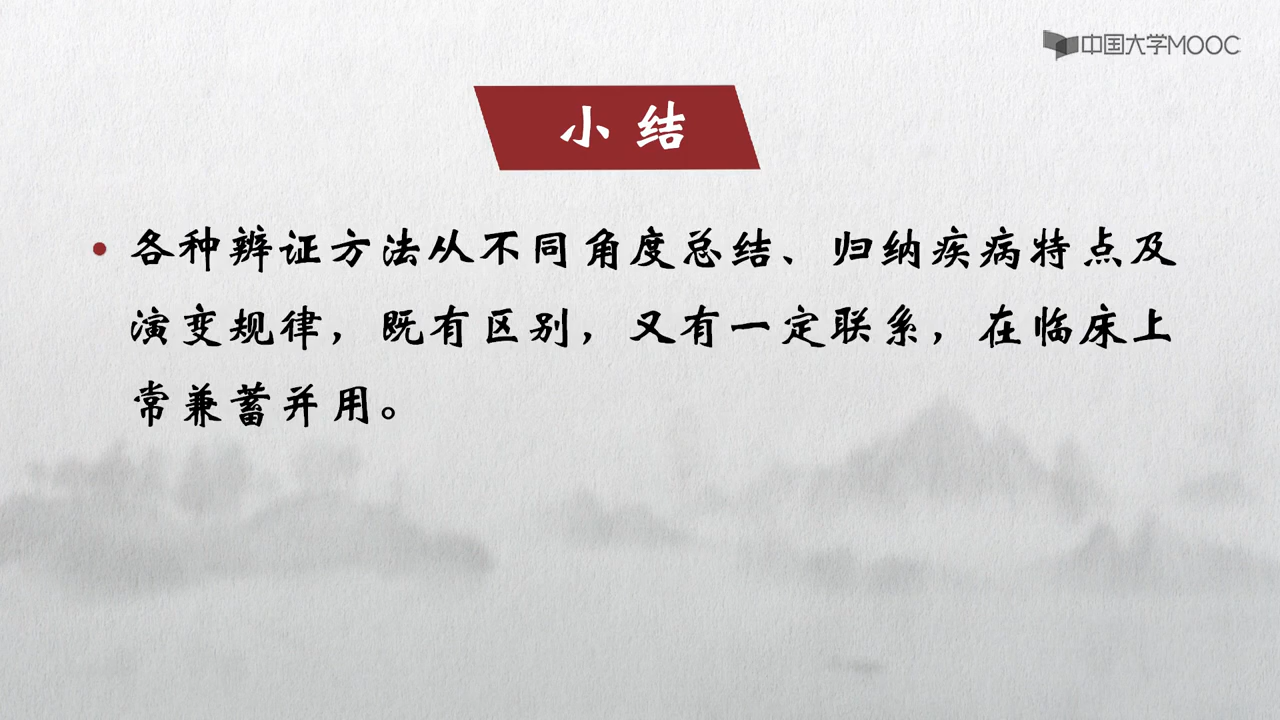 中国大学MOOC
小结
各种辨证方法从不同角度总结、归纳疾病特点及
演变规律，既有区别，又有一定联系，在临床上
常兼蓄并用。